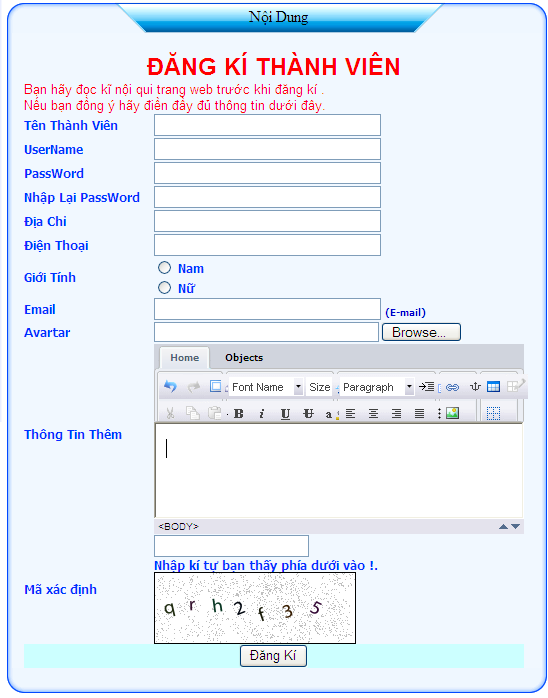 Nội Dung
ĐĂNG KÍ THÀNH VIÊN
Bạn hãy đọc kĩ nội qui trang web trước khi đăng kí .
Nếu bạn đồng ý hãy điền đầy đủ thông tin dưới đây.
Tên Thành Viên
UserName
PassWord
Nhập Lại PassWord
Địa Chỉ
Điện Thoại
Giới Tính
Nam
Nữ
Email (E-mail)
Avartar Browse...
Home Objects
Font Name Size Paragraph
B i U U a
Thông Tin Thêm
<BODY>
Nhập kí tự bạn thấy phía dưới vào !.
Mã xác định
q r h 2 f 3 5
Đăng Kí